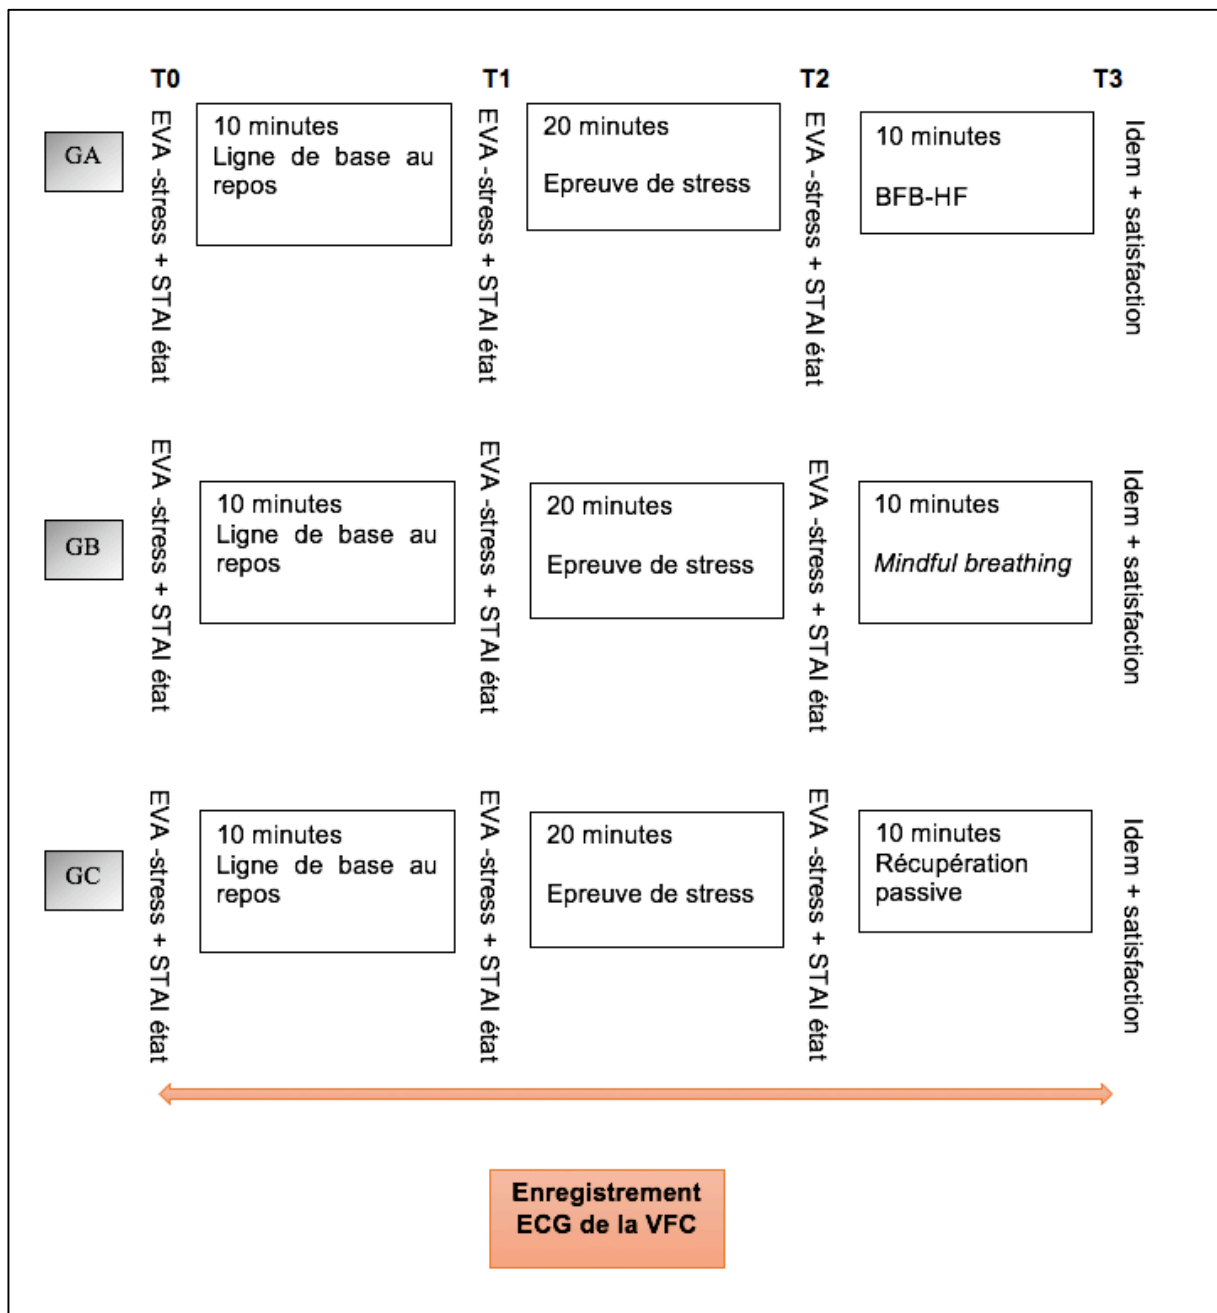 T0 T1 T2 T3
GA
EVA -stress + STAI état
10 minutes
Ligne de base au
repos
EVA -stress + STAI état
20 minutes
Epreuve de stress
EVA -stress + STAI état
10 minutes
BFB-HF
Idem + satisfaction
GB
EVA -stress + STAI état
10 minutes
Ligne de base au
repos
EVA -stress + STAI état
20 minutes
Epreuve de stress
EVA -stress + STAI état
10 minutes
Mindful breathing
Idem + satisfaction
GC
EVA -stress + STAI état
10 minutes
Ligne de base au
repos
EVA -stress + STAI état
20 minutes
Epreuve de stress
EVA -stress + STAI état
10 minutes
Récupération
passive
Idem + satisfaction
Enregistrement
ECG de la VFC